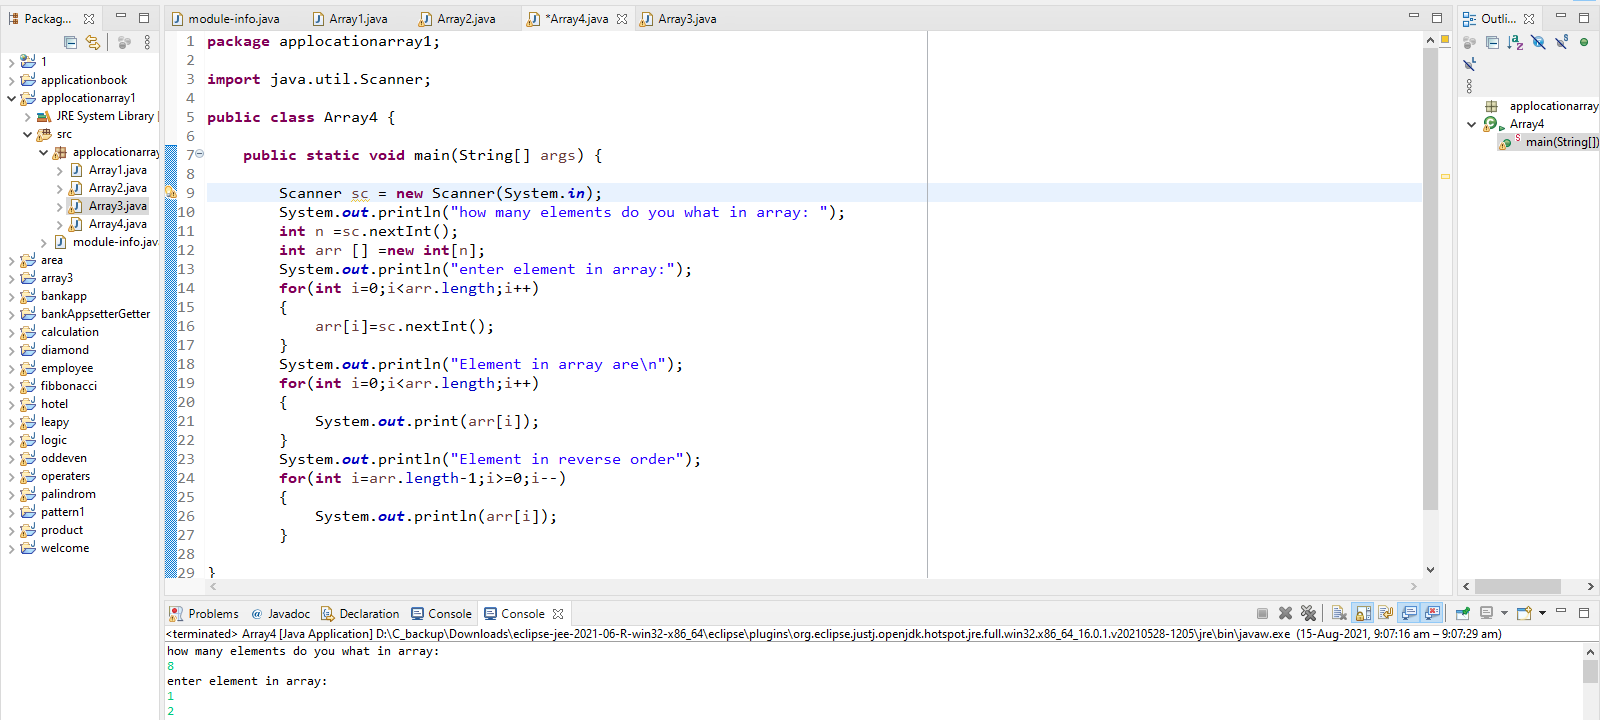 Packag...
module-info.java
Array1.java
Array2.java
*Array4.java
Array3.java
Outli...
1
applicationbook
applocationarray1
JRE System Library [
src
applocationarray
Array1.java
Array2.java
Array3.java
Array4.java
module-info.jav
area
array3
bankapp
bankAppsetterGetter
calculation
diamond
employee
fibbonacci
hotel
leapy
logic
oddeven
operaters
palindrom
pattern1
product
welcome
1 package applocationarray1;
2
3 import java.util.Scanner;
4
5 public class Array4 {
6
7 public static void main(String[] args) {
8
9 Scanner sc = new Scanner(System.in);
10 System.out.println("how many elements do you what in array: ");
11 int n =sc.nextInt();
12 int arr [] =new int[n];
13 System.out.println("enter element in array:");
14 for(int i=0;i<arr.length;i++)
15 {
16 arr[i]=sc.nextInt();
17 }
18 System.out.println("Element in array are\n");
19 for(int i=0;i<arr.length;i++)
20 {
21 System.out.print(arr[i]);
22 }
23 System.out.println("Element in reverse order");
24 for(int i=arr.length-1;i>=0;i--)
25 {
26 System.out.println(arr[i]);
27 }
28
29 }
applocationarray
Array4
main(String[])
Problems
@ Javadoc
Declaration
Console
Console
<terminated> Array4 [Java Application] D:\C_backup\Downloads\eclipse-jee-2021-06-R-win32-x86_64\eclipse\plugins\org.eclipse.justj.openjdk.hotspot.jre.full.win32.x86_64_16.0.1.v20210528-1205\jre\bin\javaw.exe (15-Aug-2021, 9:07:16 am – 9:07:29 am)
how many elements do you what in array:
8
enter element in array:
1
2